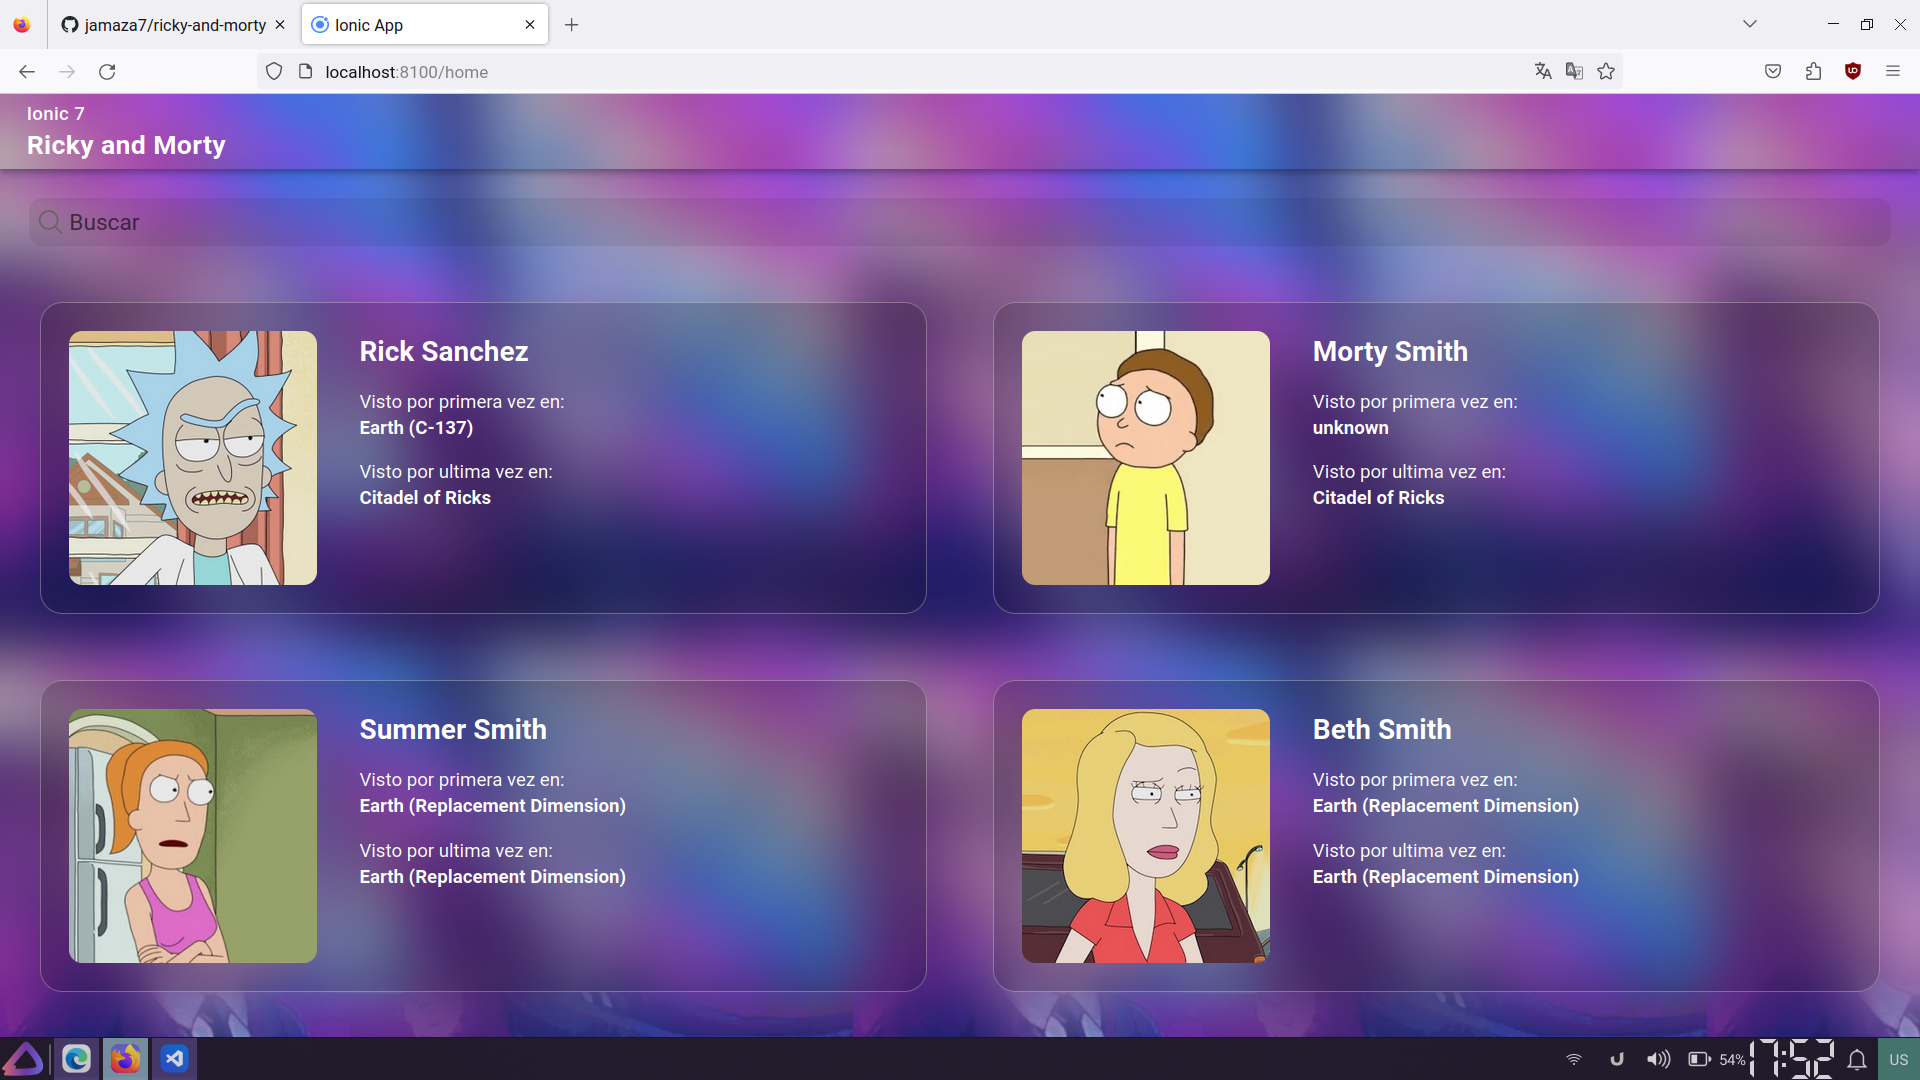 jamaza7/ricky-and-morty
Ionic App
localhost:8100/home
Ionic 7
Ricky and Morty
Buscar
Rick Sanchez
Visto por primera vez en:
Earth (C-137)
Visto por ultima vez en:
Citadel of Ricks
Morty Smith
Visto por primera vez en:
unknown
Visto por ultima vez en:
Citadel of Ricks
Summer Smith
Visto por primera vez en:
Earth (Replacement Dimension)
Visto por ultima vez en:
Earth (Replacement Dimension)
Beth Smith
Visto por primera vez en:
Earth (Replacement Dimension)
Visto por ultima vez en:
Earth (Replacement Dimension)
54%
17:52
US